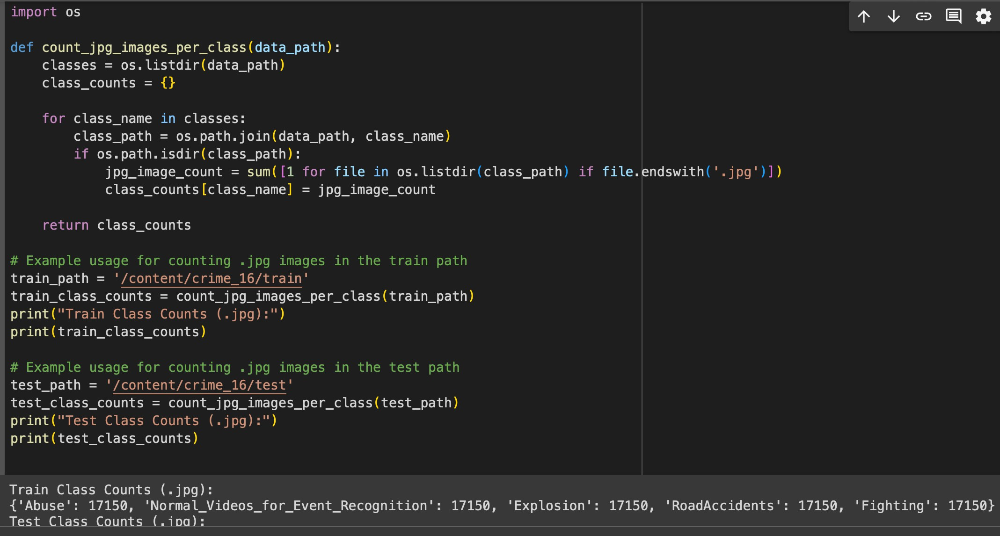 import os
def count_jpg_images_per_class(data_path):
    classes = os.listdir(data_path)
    class_counts = {}
    for class_name in classes:
        class_path = os.path.join(data_path, class_name)
        if os.path.isdir(class_path):
            jpg_image_count = sum([1 for file in os.listdir(class_path) if file.endswith('.jpg')])
            class_counts[class_name] = jpg_image_count
    return class_counts
# Example usage for counting .jpg images in the train path
train_path = '/content/crime_16/train'
train_class_counts = count_jpg_images_per_class(train_path)
print("Train Class Counts (.jpg):")
print(train_class_counts)
# Example usage for counting .jpg images in the test path
test_path = '/content/crime_16/test'
test_class_counts = count_jpg_images_per_class(test_path)
print("Test Class Counts (.jpg):")
print(test_class_counts)
Train Class Counts (.jpg):
{'Abuse': 17150, 'Normal_Videos_for_Event_Recognition': 17150, 'Explosion': 17150, 'RoadAccidents': 17150, 'Fighting': 17150}
Test Class Counts (.jpg):